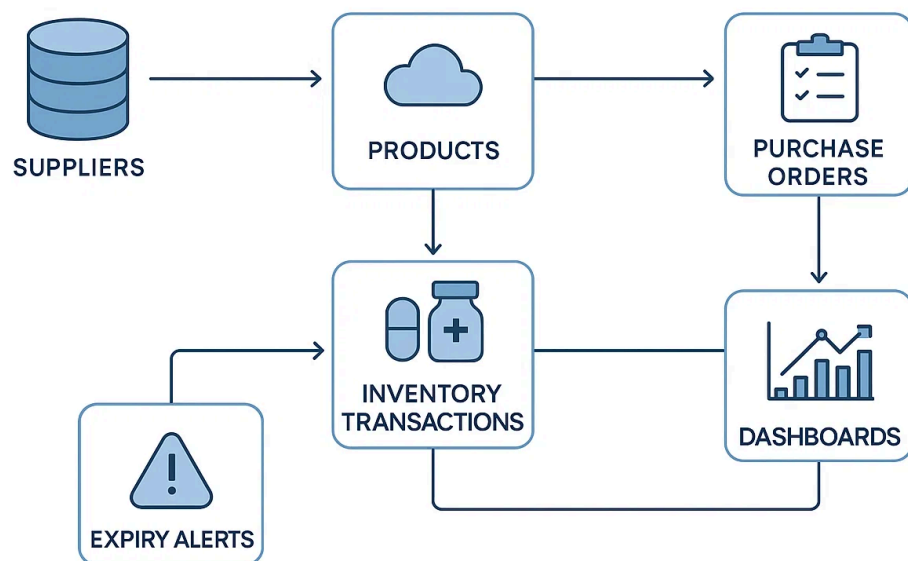 SUPPLIERS
PRODUCTS
PURCHASE
ORDERS
INVENTORY
TRANSACTIONS
DASHBOARDS
EXPIRY ALERTS